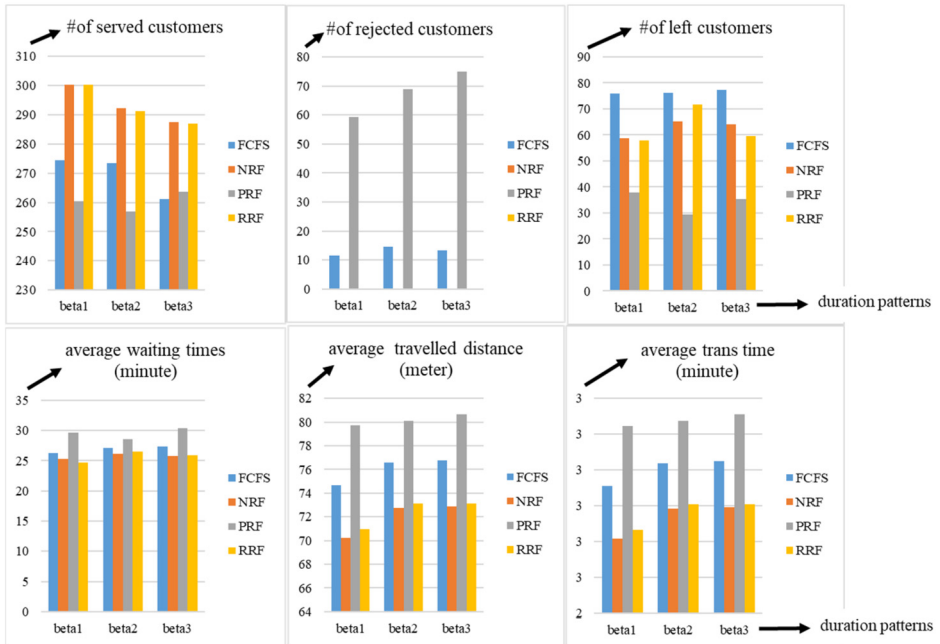 #of served customers
310
300
290
280
270
260
250
240
230
beta1 beta2 beta3
FCFS
NRF
PRF
RRF
#of rejected customers
80
70
60
50
40
30
20
10
0
beta1 beta2 beta3
FCFS
NRF
PRF
RRF
#of left customers
90
80
70
60
50
40
30
20
10
0
beta1 beta2 beta3
FCFS
NRF
PRF
RRF
duration patterns
average waiting times
(minute)
35
30
25
20
15
10
5
0
beta1 beta2 beta3
FCFS
NRF
PRF
RRF
average travelled distance
(meter)
82
80
78
76
74
72
70
68
66
64
beta1 beta2 beta3
FCFS
NRF
PRF
RRF
average trans time
(minute)
3
3
3
3
3
3
2
beta1 beta2 beta3
FCFS
NRF
PRF
RRF
duration patterns